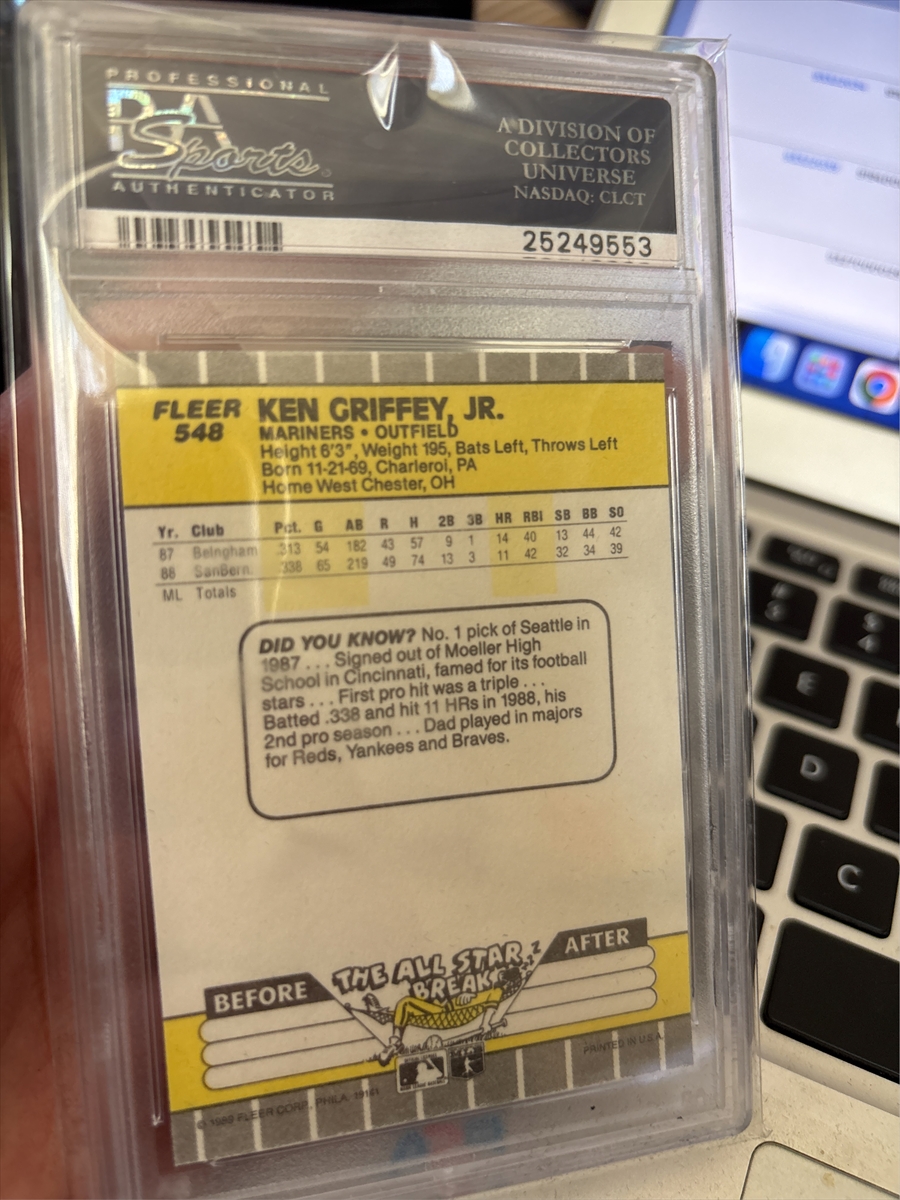 PROFESSIONAL
PSA
Sports
AUTHENTICATOR
A DIVISION OF
COLLECTORS
UNIVERSE
NASDAQ: CLCT
25249553
FLEER
548
KEN GRIFFEY, JR.
MARINERS • OUTFIELD
Height 6'3", Weight 195, Bats Left, Throws Left
Born 11-21-69, Charleroi, PA
Home West Chester, OH
Yr. Club Pct. G AB R H 2B 3B HR RBI SB BB SO
87 Belngham .313 54 182 43 57 9 1 14 40 13 44 42
88 SanBern. .338 65 219 49 74 13 3 11 42 32 34 39
ML Totals
DID YOU KNOW? No. 1 pick of Seattle in
1987 . . . Signed out of Moeller High
School in Cincinnati, famed for its football
stars . . . First pro hit was a triple . . .
Batted .338 and hit 11 HRs in 1988, his
2nd pro season . . . Dad played in majors
for Reds, Yankees and Braves.
BEFORE
THE ALL STAR
BREAK
AFTER
© 1989 FLEER CORP., PHILA. 19141
PRINTED IN U.S.A.
E
D
C